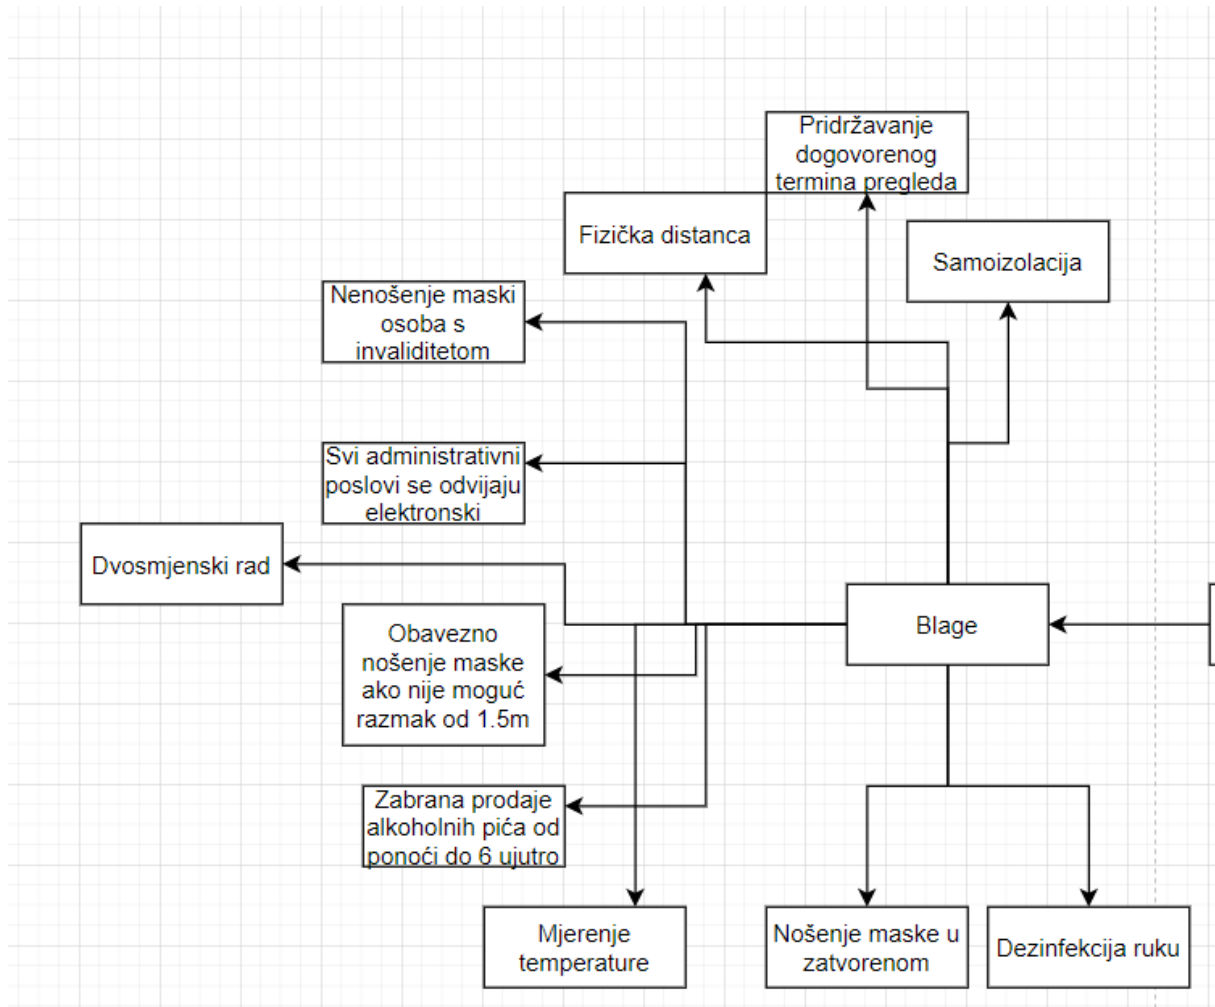 Pridržavanje
dogovorenog
termina pregleda
Fizička distanca
Samoizolacija
Nenošenje maski
osoba s
invaliditetom
Svi administrativni
poslovi se odvijaju
elektronski
Dvosmjenski rad
Blage
Obavezno
nošenje maske
ako nije moguć
razmak od 1.5m
Zabrana prodaje
alkoholnih pića od
ponoći do 6 ujutro
Mjerenje
temperature
Nošenje maske u
zatvorenom
Dezinfekcija ruku